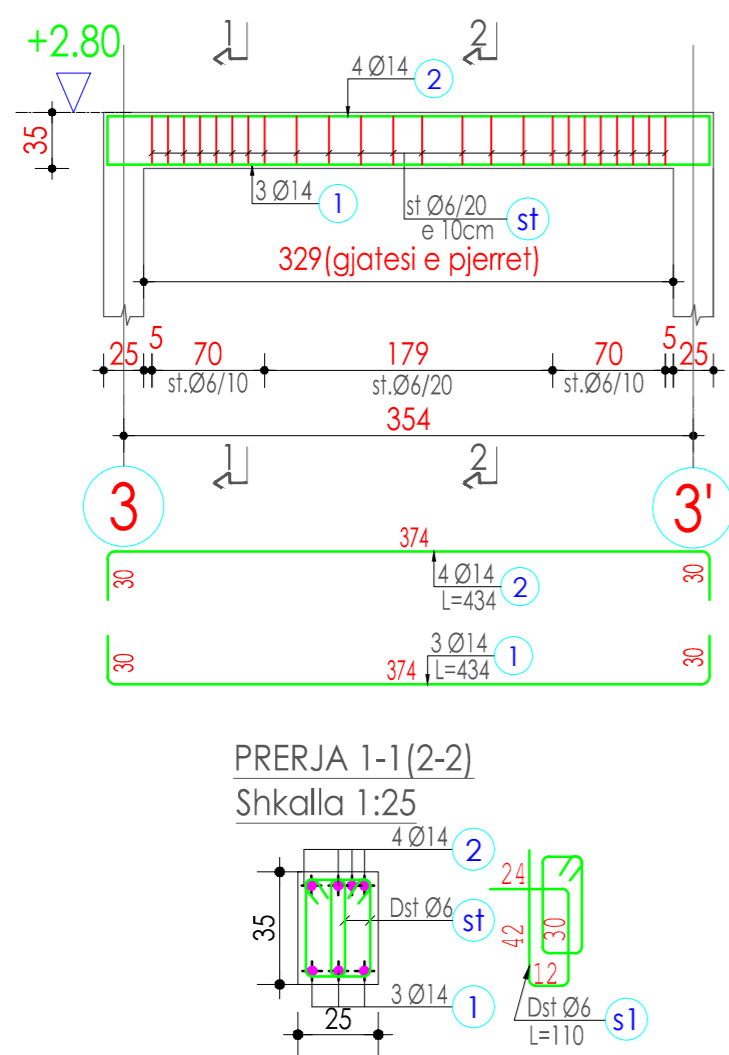 1 2
+2.80
4 Ø14 2
35
3 Ø14 1
st Ø6/20 st
e 10cm
329(gjatesi e pjerret)
25 5 70 179 70 5 25
st.Ø6/10 st.Ø6/20 st.Ø6/10
354
1 2
3 3'
374
30 4 Ø14 2 30
L=434
3 Ø14 1
30 374 L=434 30
PRERJA 1-1(2-2)
Shkalla 1:25
4 Ø14 2
24
35 Dst Ø6 st 42 30
12
3 Ø14 1 Dst Ø6 s1
25 L=110